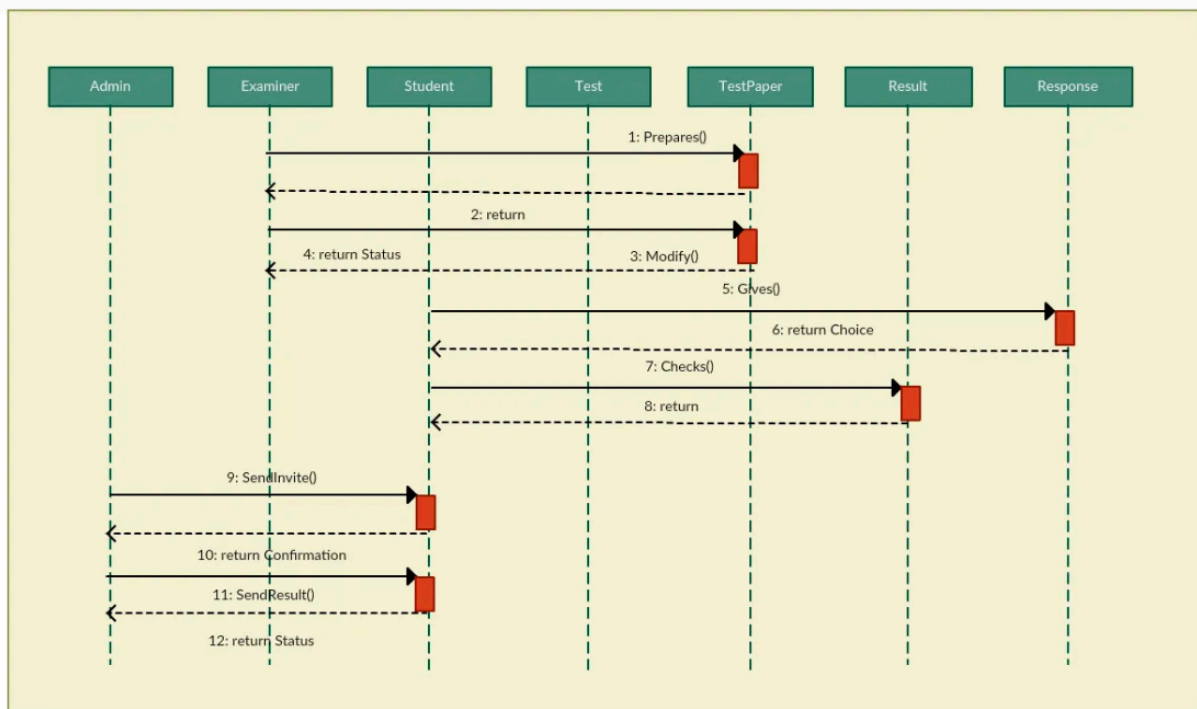 Admin
Examiner
Student
Test
TestPaper
Result
Response
1: Prepares()
2: return
4: return Status
3: Modify()
5: Gives()
6: return Choice
7: Checks()
8: return
9: SendInvite()
10: return Confirmation
11: SendResult()
12: return Status